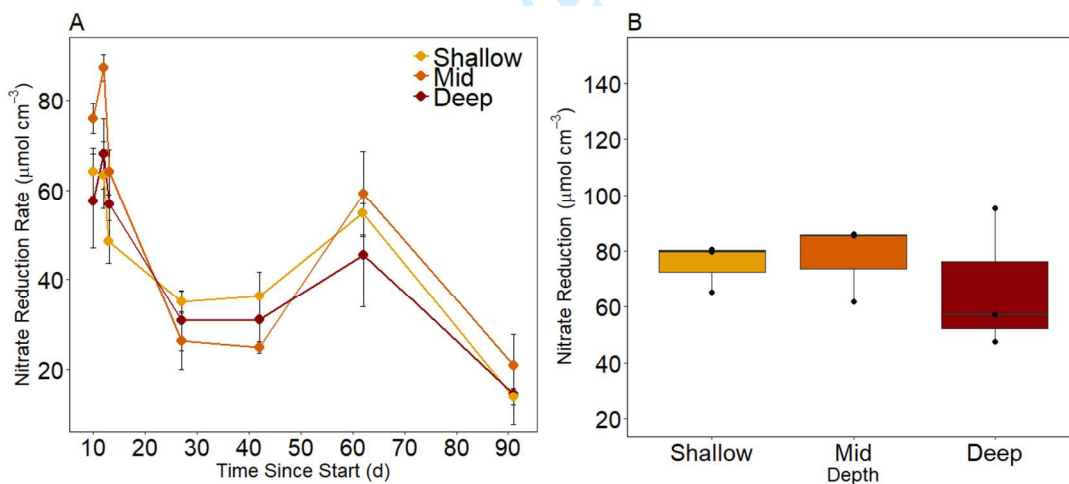 A
Nitrate Reduction Rate (μmol cm⁻³)
80
60
40
20
Shallow
Mid
Deep
10 20 30 40 50 60 70 80 90
Time Since Start (d)
B
Nitrate Reduction (μmol cm⁻³)
140
120
100
80
60
40
20
Shallow Mid Deep
Depth